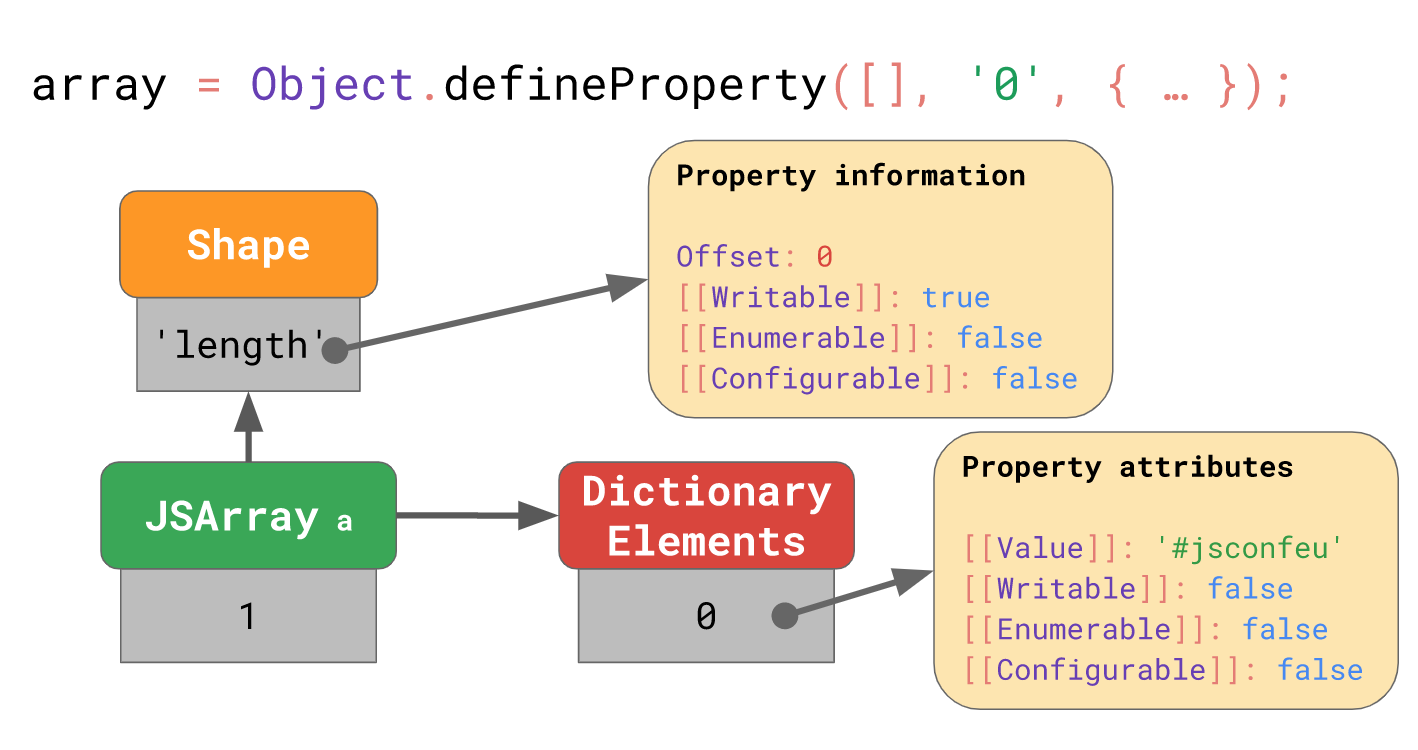 array = Object.defineProperty([], '0', { … });
Shape
'length'
Property information
Offset: 0
[[Writable]]: true
[[Enumerable]]: false
[[Configurable]]: false
JSArray a
1
Dictionary
Elements
0
Property attributes
[[Value]]: '#jsconfeu'
[[Writable]]: false
[[Enumerable]]: false
[[Configurable]]: false